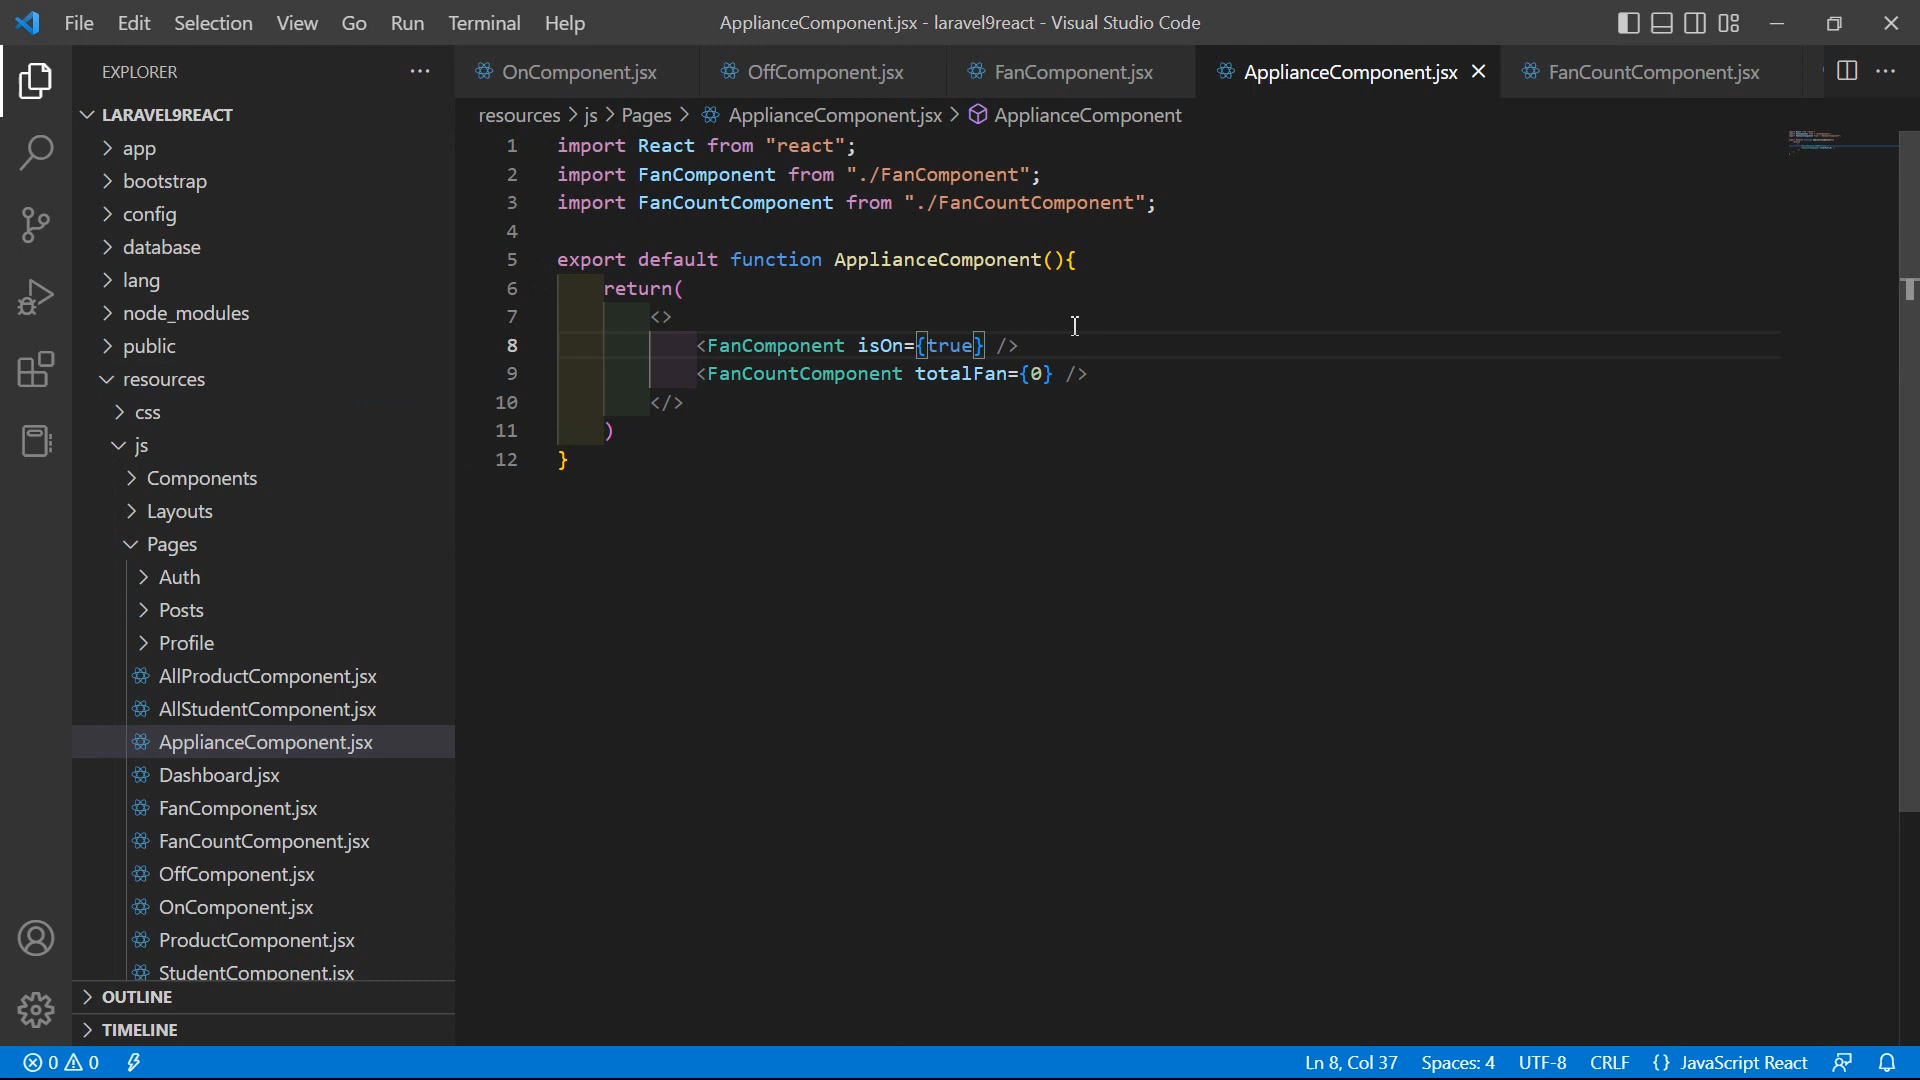 File Edit Selection View Go Run Terminal Help
ApplianceComponent.jsx - laravel9react - Visual Studio Code
EXPLORER
LARAVEL9REACT
app
bootstrap
config
database
lang
node_modules
public
resources
css
js
Components
Layouts
Pages
Auth
Posts
Profile
AllProductComponent.jsx
AllStudentComponent.jsx
ApplianceComponent.jsx
Dashboard.jsx
FanComponent.jsx
FanCountComponent.jsx
OffComponent.jsx
OnComponent.jsx
ProductComponent.jsx
StudentComponent.jsx
OUTLINE
TIMELINE
OnComponent.jsx OffComponent.jsx FanComponent.jsx ApplianceComponent.jsx FanCountComponent.jsx
resources > js > Pages > ApplianceComponent.jsx > ApplianceComponent
1 import React from "react";
2 import FanComponent from "./FanComponent";
3 import FanCountComponent from "./FanCountComponent";
4
5 export default function ApplianceComponent(){
6 return(
7 <>
8 <FanComponent isOn={true} />
9 <FanCountComponent totalFan={0} />
10 </>
11 )
12 }
0 0 Ln 8, Col 37 Spaces: 4 UTF-8 CRLF {} JavaScript React